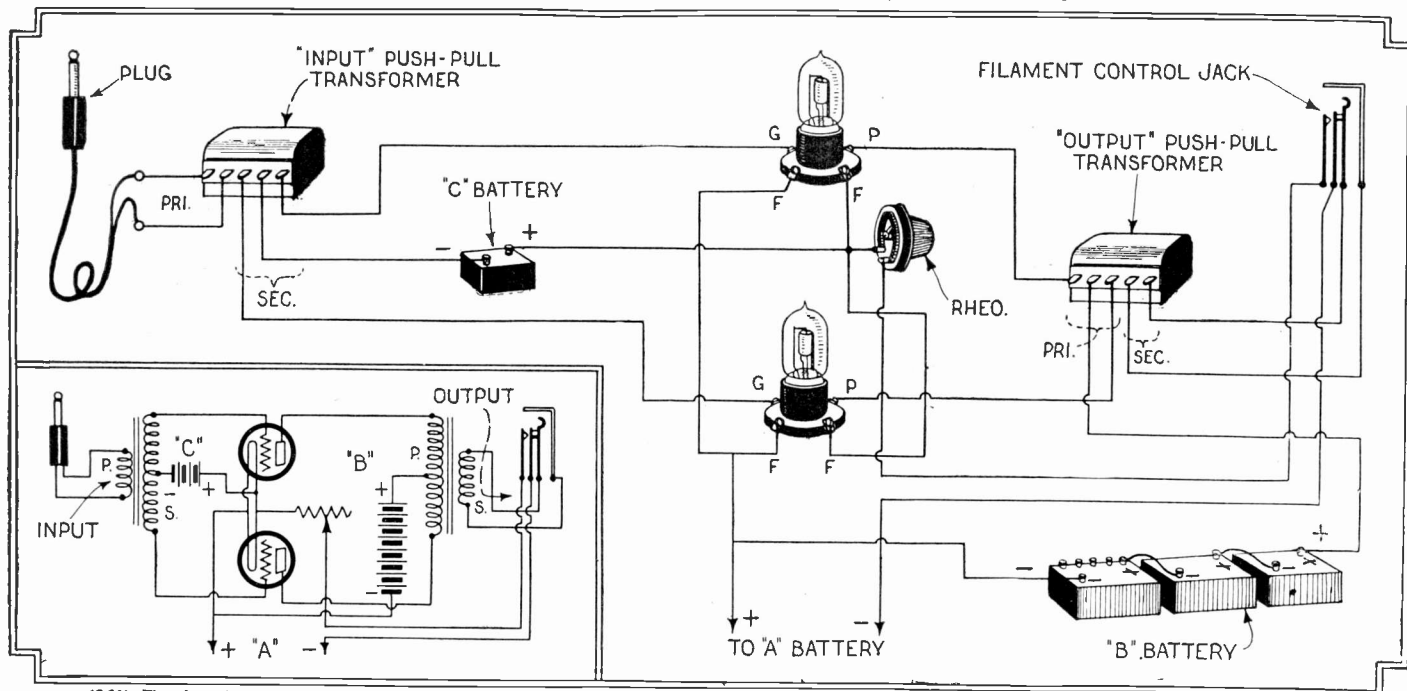 PLUG
"INPUT" PUSH-PULL
TRANSFORMER
PRI.
SEC.
"C" BATTERY
-
+
G
P
F
F
RHEO.
G
P
F
F
FILAMENT CONTROL JACK
"OUTPUT" PUSH-PULL
TRANSFORMER
PRI.
SEC.
+
-
TO "A" BATTERY
-
-
+
-
+
-
+
+
"B" BATTERY
P.
INPUT
"C"
-
+
S.
"B"
+
-
P.
S.
OUTPUT
+ "A" -